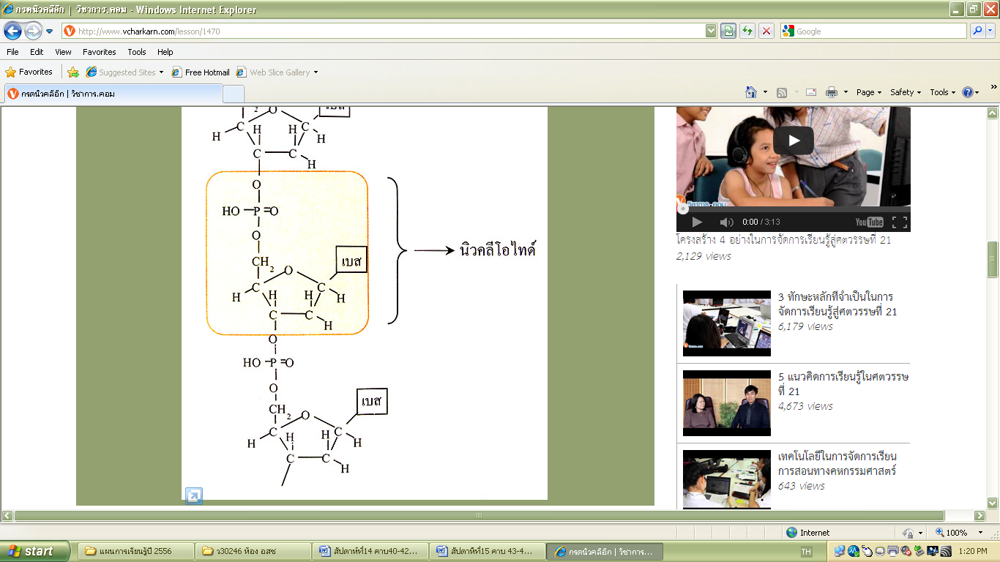 กรดนิวคลีอีก | วิชาการ.คอม - Windows Internet Explorer
http://www.vcharkarn.com/lesson/1470
Google
File Edit View Favorites Tools Help
Favorites Suggested Sites Free Hotmail Web Slice Gallery
กรดนิวคลีอีก | วิชาการ.คอม
Page Safety Tools
2 O เบส
H C H H C H
C C H
O
HO P O
O
CH2 เบส
O
นิวคลีโอไทด์
C H H C H
H C C H
O
HO P O
O
CH2 เบส
O
C H H C H
H C C H
วิชาการ.คอม
0:00 / 3:13 YouTube
โครงสร้าง 4 อย่างในการจัดการเรียนรู้สู่ศตวรรษที่ 21
2,129 views
3 ทักษะหลักที่จำเป็นในการ
จัดการเรียนรู้สู่ศตวรรษที่ 21
6,179 views
5 แนวคิดการเรียนรู้ในศตวรรษ
ที่ 21
4,673 views
เทคโนโลยีในการจัดการเรียน
การสอนทางคหกรรมศาสตร์
643 views
Internet 100%
start แผนการเรียนรู้ปี 2556 ว30246 ห้อง อสช สัปดาห์ที่14 คาบ40-42... สัปดาห์ที่15 คาบ 43-4... กรดนิวคลีอีก | วิชาการ... TH 1:20 PM